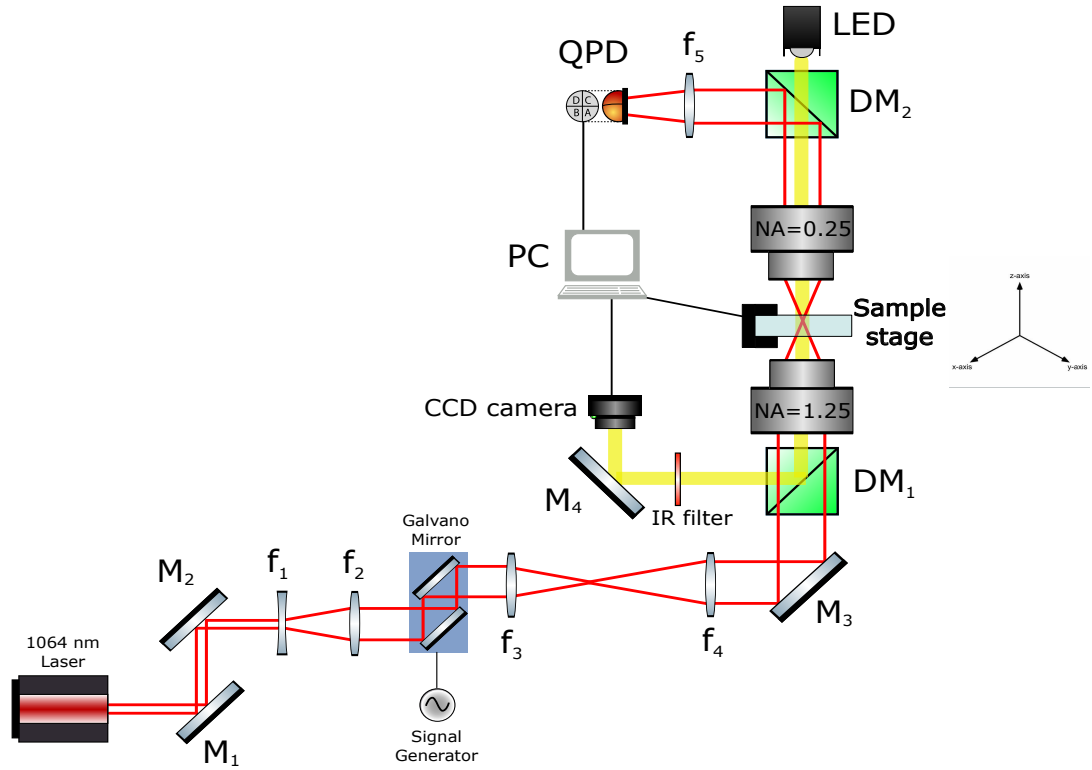 LED
f₅
QPD
DM₂
D C
B A
NA=0.25
PC
z-axis
Sample
stage
x-axis
y-axis
CCD camera
NA=1.25
DM₁
M₄
IR filter
Galvano
Mirror
M₂
f₁
f₂
f₃
f₄
M₃
1064 nm
Laser
M₁
Signal
Generator